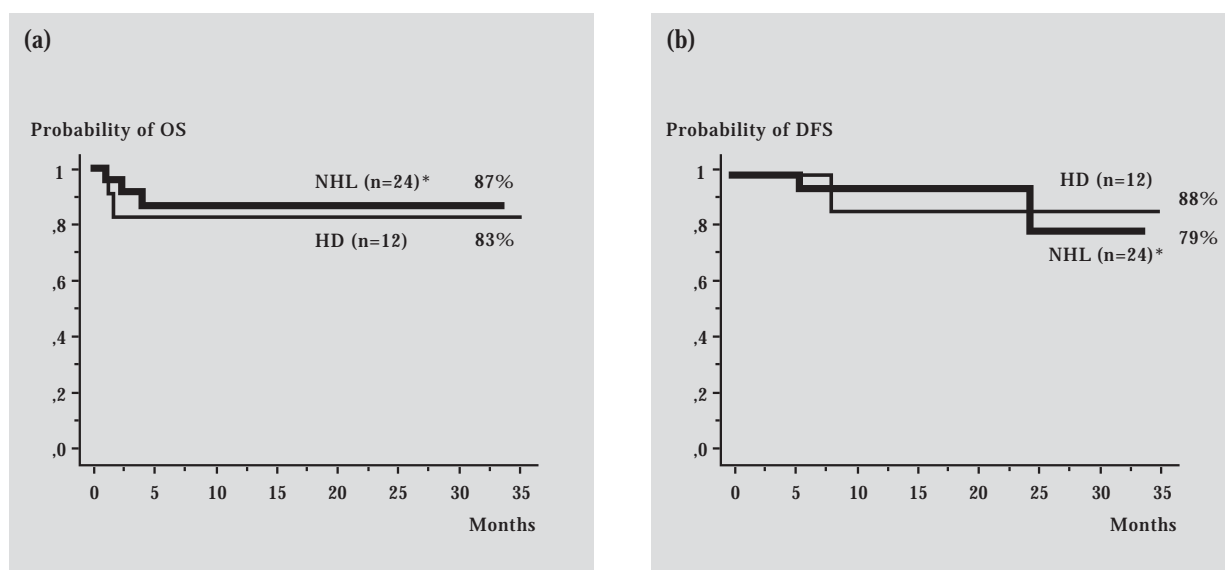 (a)
Probability of OS
1
,8
,6
,4
,2
,0
NHL (n=24)* 87%
HD (n=12) 83%
0 5 10 15 20 25 30 35
Months
(b)
Probability of DFS
1
,8
,6
,4
,2
,0
HD (n=12)
88%
79%
NHL (n=24)*
0 5 10 15 20 25 30 35
Months